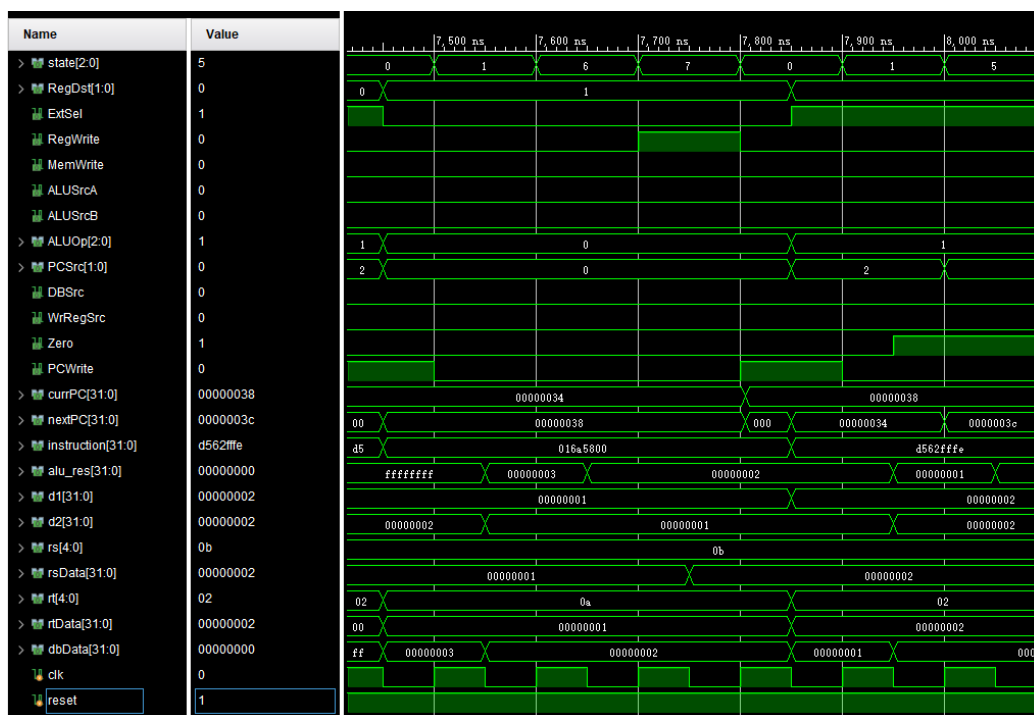 Name Value
7,500 ns 7,600 ns 7,700 ns 7,800 ns 7,900 ns 8,000 ns
state[2:0] 5 0 1 6 7 0 1 5
RegDst[1:0] 0 0 1
ExtSel 1
RegWrite 0
MemWrite 0
ALUSrcA 0
ALUSrcB 0
ALUOp[2:0] 1 1 0 1
PCSrc[1:0] 0 2 0 2
DBSrc 0
WrRegSrc 0
Zero 1
PCWrite 0
currPC[31:0] 00000038 00000034 00000038
nextPC[31:0] 0000003c 00 00000038 000 00000034 0000003c
instruction[31:0] d562fffe d5 016a5800 d562fffe
alu_res[31:0] 00000000 ffffffff 00000003 00000002 00000001
d1[31:0] 00000002 00000001 00000002
d2[31:0] 00000002 00000002 00000001 00000002
rs[4:0] 0b 0b
rsData[31:0] 00000002 00000001 00000002
rt[4:0] 02 02 0a 02
rtData[31:0] 00000002 00 00000001 00000002
dbData[31:0] 00000000 ff 00000003 00000002 00000001 000
clk 0
reset 1